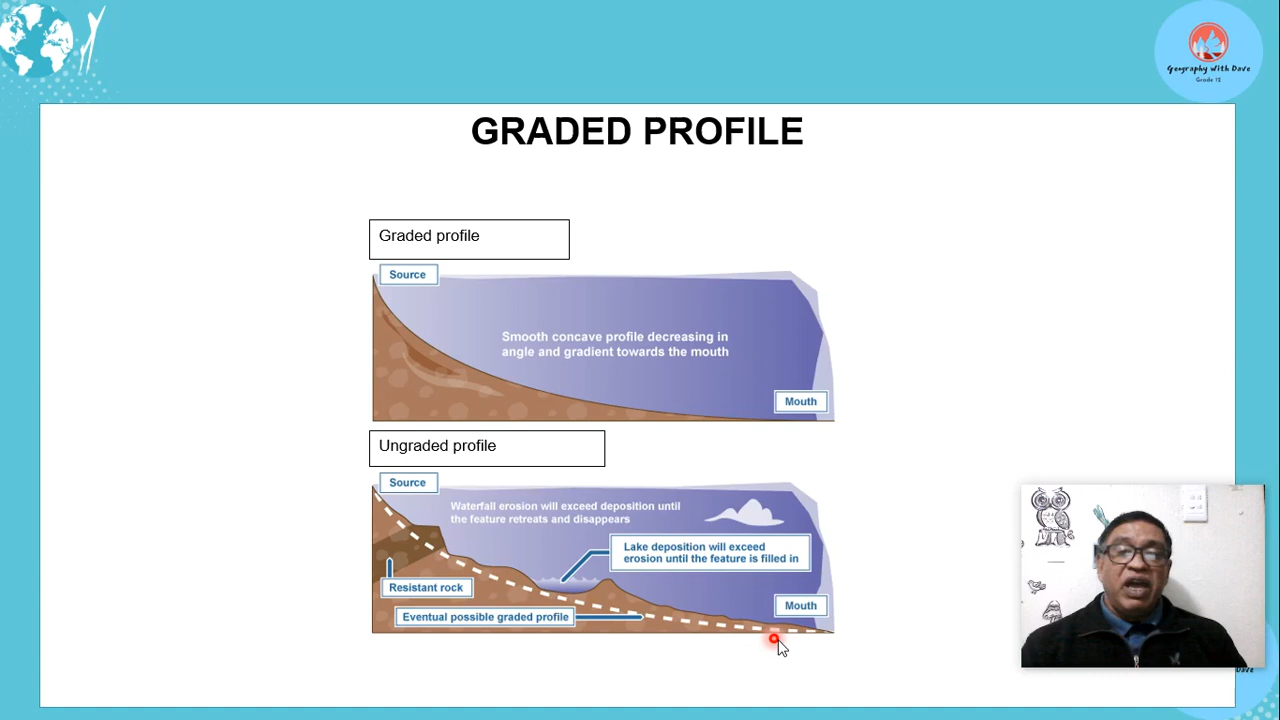 Geography With Dave
Grade 12
GRADED PROFILE
Graded profile
Source
Smooth concave profile decreasing in
angle and gradient towards the mouth
Mouth
Ungraded profile
Source
Waterfall erosion will exceed deposition until
the feature retreats and disappears
Lake deposition will exceed
erosion until the feature is filled in
Resistant rock
Mouth
Eventual possible graded profile